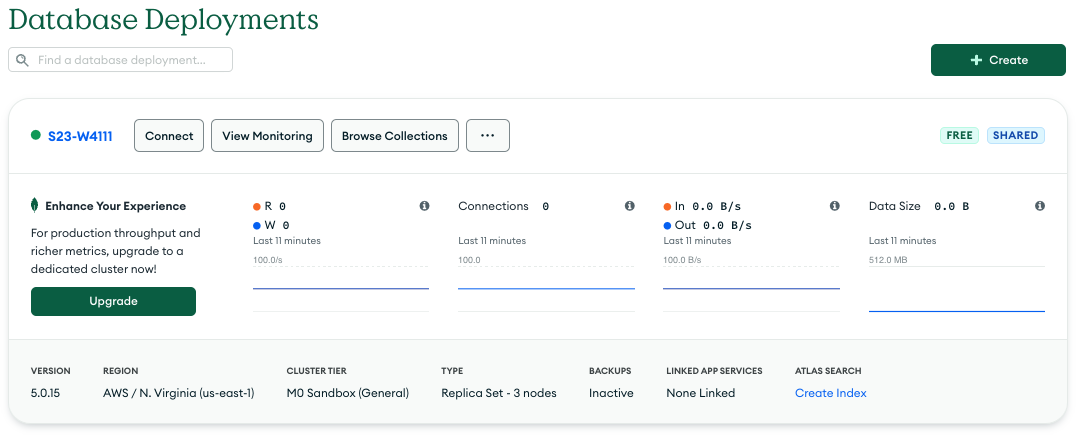 Database Deployments
Find a database deployment...
+ Create
S23-W4111
Connect
View Monitoring
Browse Collections
...
FREE
SHARED
Enhance Your Experience
For production throughput and
richer metrics, upgrade to a
dedicated cluster now!
Upgrade
R 0
W 0
Last 11 minutes
100.0/s
Connections 0
Last 11 minutes
100.0
In 0.0 B/s
Out 0.0 B/s
Last 11 minutes
100.0 B/s
Data Size 0.0 B
Last 11 minutes
512.0 MB
VERSION
5.0.15
REGION
AWS / N. Virginia (us-east-1)
CLUSTER TIER
M0 Sandbox (General)
TYPE
Replica Set - 3 nodes
BACKUPS
Inactive
LINKED APP SERVICES
None Linked
ATLAS SEARCH
Create Index